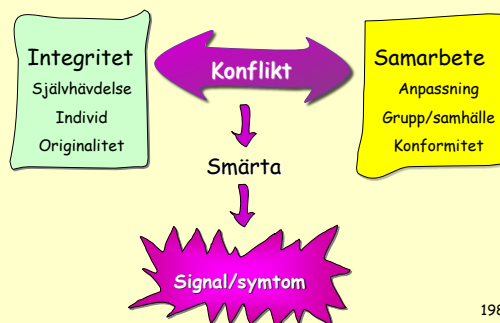 Integritet
Självhävdelse
Individ
Originalitet
Konflikt
Samarbete
Anpassning
Grupp/samhälle
Konformitet
Smärta
Signal/symtom
198